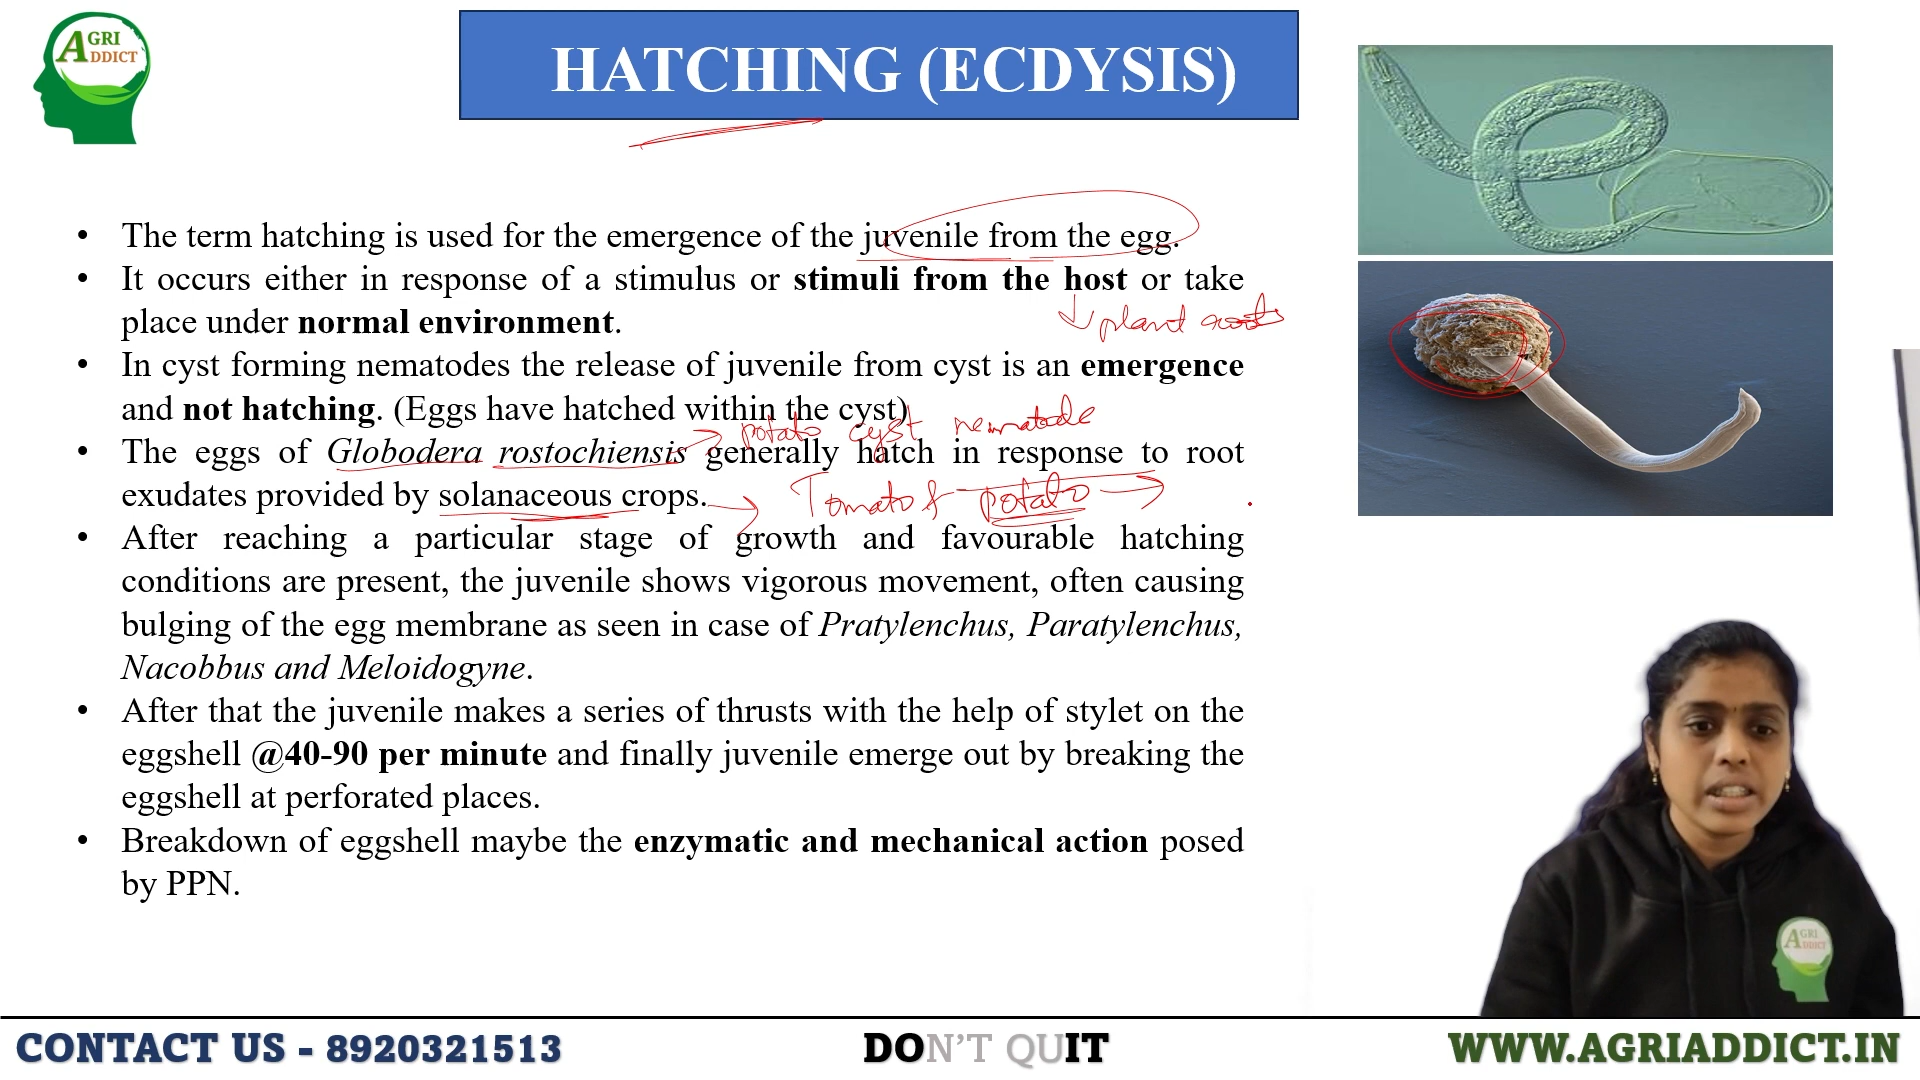 AGRI
ADDICT
HATCHING (ECDYSIS)
• The term hatching is used for the emergence of the juvenile from the egg.
• It occurs either in response of a stimulus or stimuli from the host or take
place under normal environment.
plant roots
• In cyst forming nematodes the release of juvenile from cyst is an emergence
and not hatching. (Eggs have hatched within the cyst)
potato cyst nematode
• The eggs of Globodera rostochiensis generally hatch in response to root
exudates provided by solanaceous crops.
Tomato & potato
• After reaching a particular stage of growth and favourable hatching
conditions are present, the juvenile shows vigorous movement, often causing
bulging of the egg membrane as seen in case of Pratylenchus, Paratylenchus,
Nacobbus and Meloidogyne.
• After that the juvenile makes a series of thrusts with the help of stylet on the
eggshell @40-90 per minute and finally juvenile emerge out by breaking the
eggshell at perforated places.
• Breakdown of eggshell maybe the enzymatic and mechanical action posed
by PPN.
AGRI
ADDICT
CONTACT US - 8920321513
DON'T QUIT
WWW.AGRIADDICT.IN